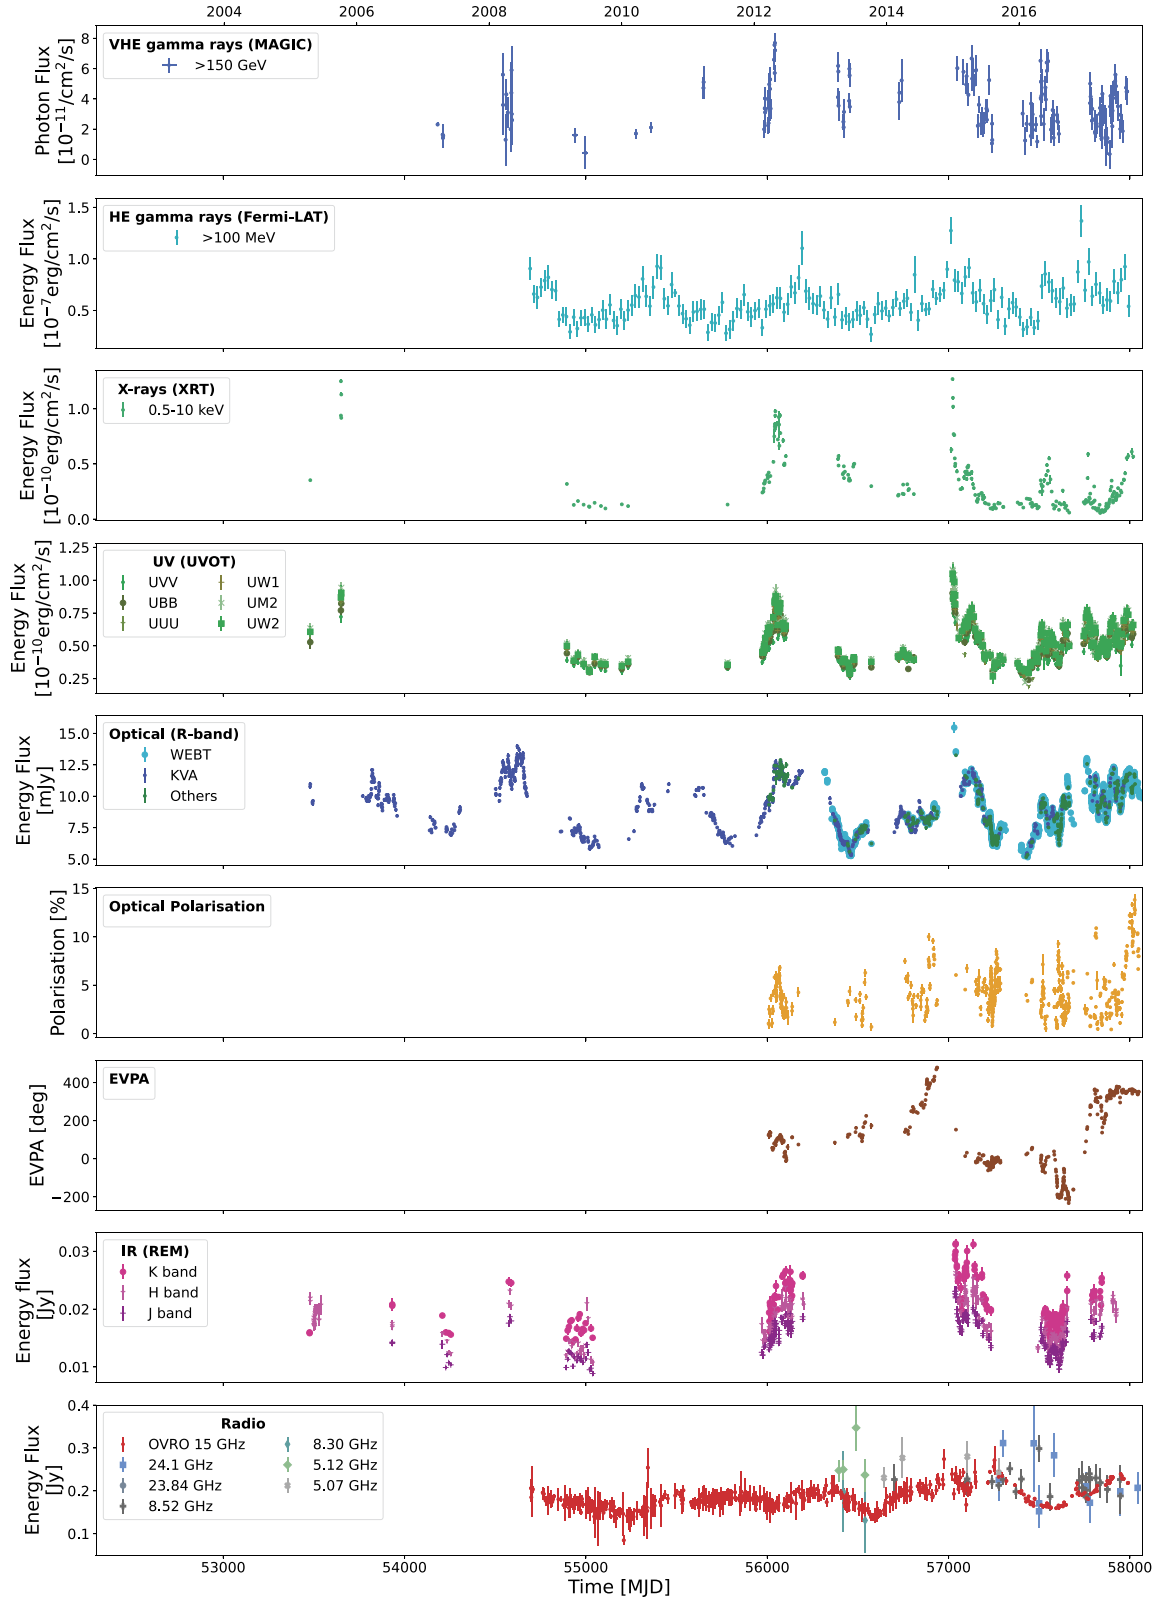 2004 2006 2008 2010 2012 2014 2016
VHE gamma rays (MAGIC)
>150 GeV
Photon Flux
[10⁻¹¹/cm²/s]
8
6
4
2
0
HE gamma rays (Fermi-LAT)
>100 MeV
Energy Flux
[10⁻⁷erg/cm²/s]
1.5
1.0
0.5
X-rays (XRT)
0.5-10 keV
Energy Flux
[10⁻¹⁰erg/cm²/s]
1.0
0.5
0.0
UV (UVOT)
UVV UW1
UBB UM2
UUU UW2
Energy Flux
[10⁻¹⁰erg/cm²/s]
1.25
1.00
0.75
0.50
0.25
Optical (R-band)
WEBT
KVA
Others
Energy Flux
[mJy]
15.0
12.5
10.0
7.5
5.0
Optical Polarisation
Polarisation [%]
15
10
5
0
EVPA
EVPA [deg]
400
200
0
−200
IR (REM)
K band
H band
J band
Energy flux
[Jy]
0.03
0.02
0.01
Radio
OVRO 15 GHz 8.30 GHz
24.1 GHz 5.12 GHz
23.84 GHz 5.07 GHz
8.52 GHz
Energy Flux
[Jy]
0.4
0.3
0.2
0.1
53000 54000 55000 56000 57000 58000
Time [MJD]